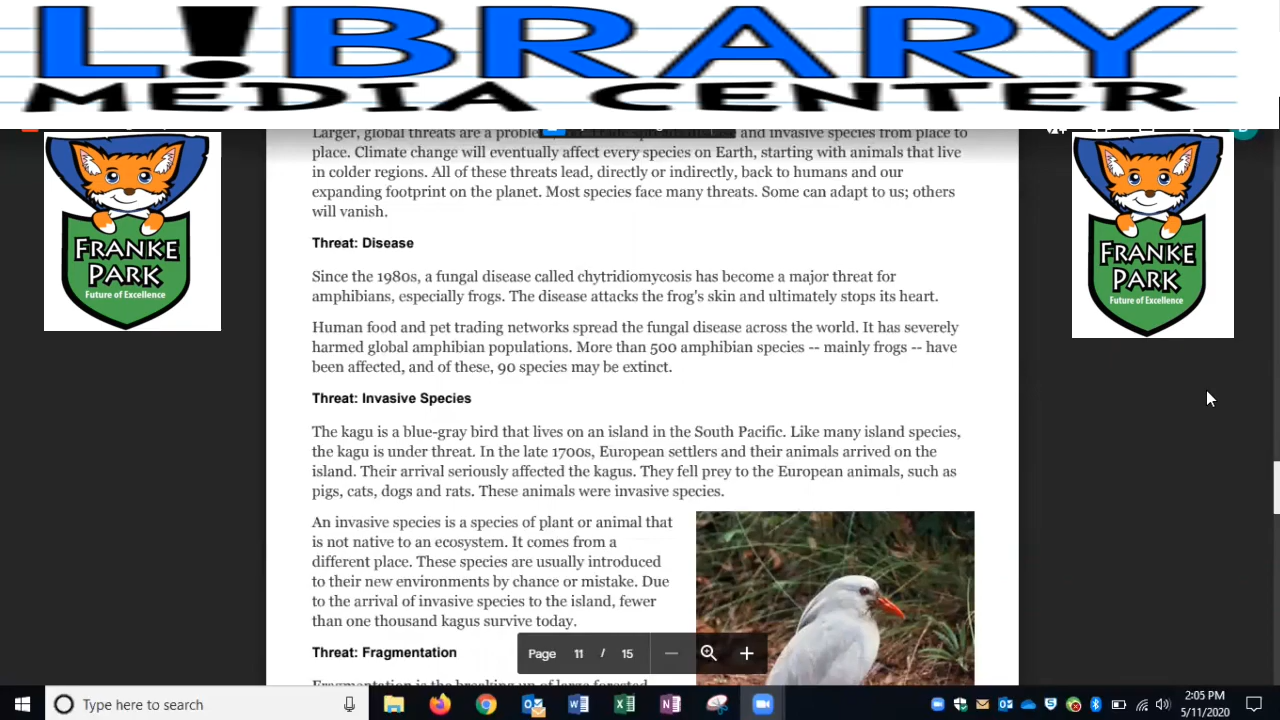 L!BRARY
MEDIA CENTER
Larger, global threats are a and invasive species from place to
place. Climate change will eventually affect every species on Earth, starting with animals that live
in colder regions. All of these threats lead, directly or indirectly, back to humans and our
expanding footprint on the planet. Most species face many threats. Some can adapt to us; others
will vanish.
FRANKE
PARK
Future of Excellence
FRANKE
PARK
Future of Excellence
Threat: Disease
Since the 1980s, a fungal disease called chytridiomycosis has become a major threat for
amphibians, especially frogs. The disease attacks the frog's skin and ultimately stops its heart.
Human food and pet trading networks spread the fungal disease across the world. It has severely
harmed global amphibian populations. More than 500 amphibian species -- mainly frogs -- have
been affected, and of these, 90 species may be extinct.
Threat: Invasive Species
The kagu is a blue-gray bird that lives on an island in the South Pacific. Like many island species,
the kagu is under threat. In the late 1700s, European settlers and their animals arrived on the
island. Their arrival seriously affected the kagus. They fell prey to the European animals, such as
pigs, cats, dogs and rats. These animals were invasive species.
An invasive species is a species of plant or animal that
is not native to an ecosystem. It comes from a
different place. These species are usually introduced
to their new environments by chance or mistake. Due
to the arrival of invasive species to the island, fewer
than one thousand kagus survive today.
Threat: Fragmentation
Fragmentation is the breaking up of large forested
Page 11 / 15
Type here to search
2:05 PM
5/11/2020